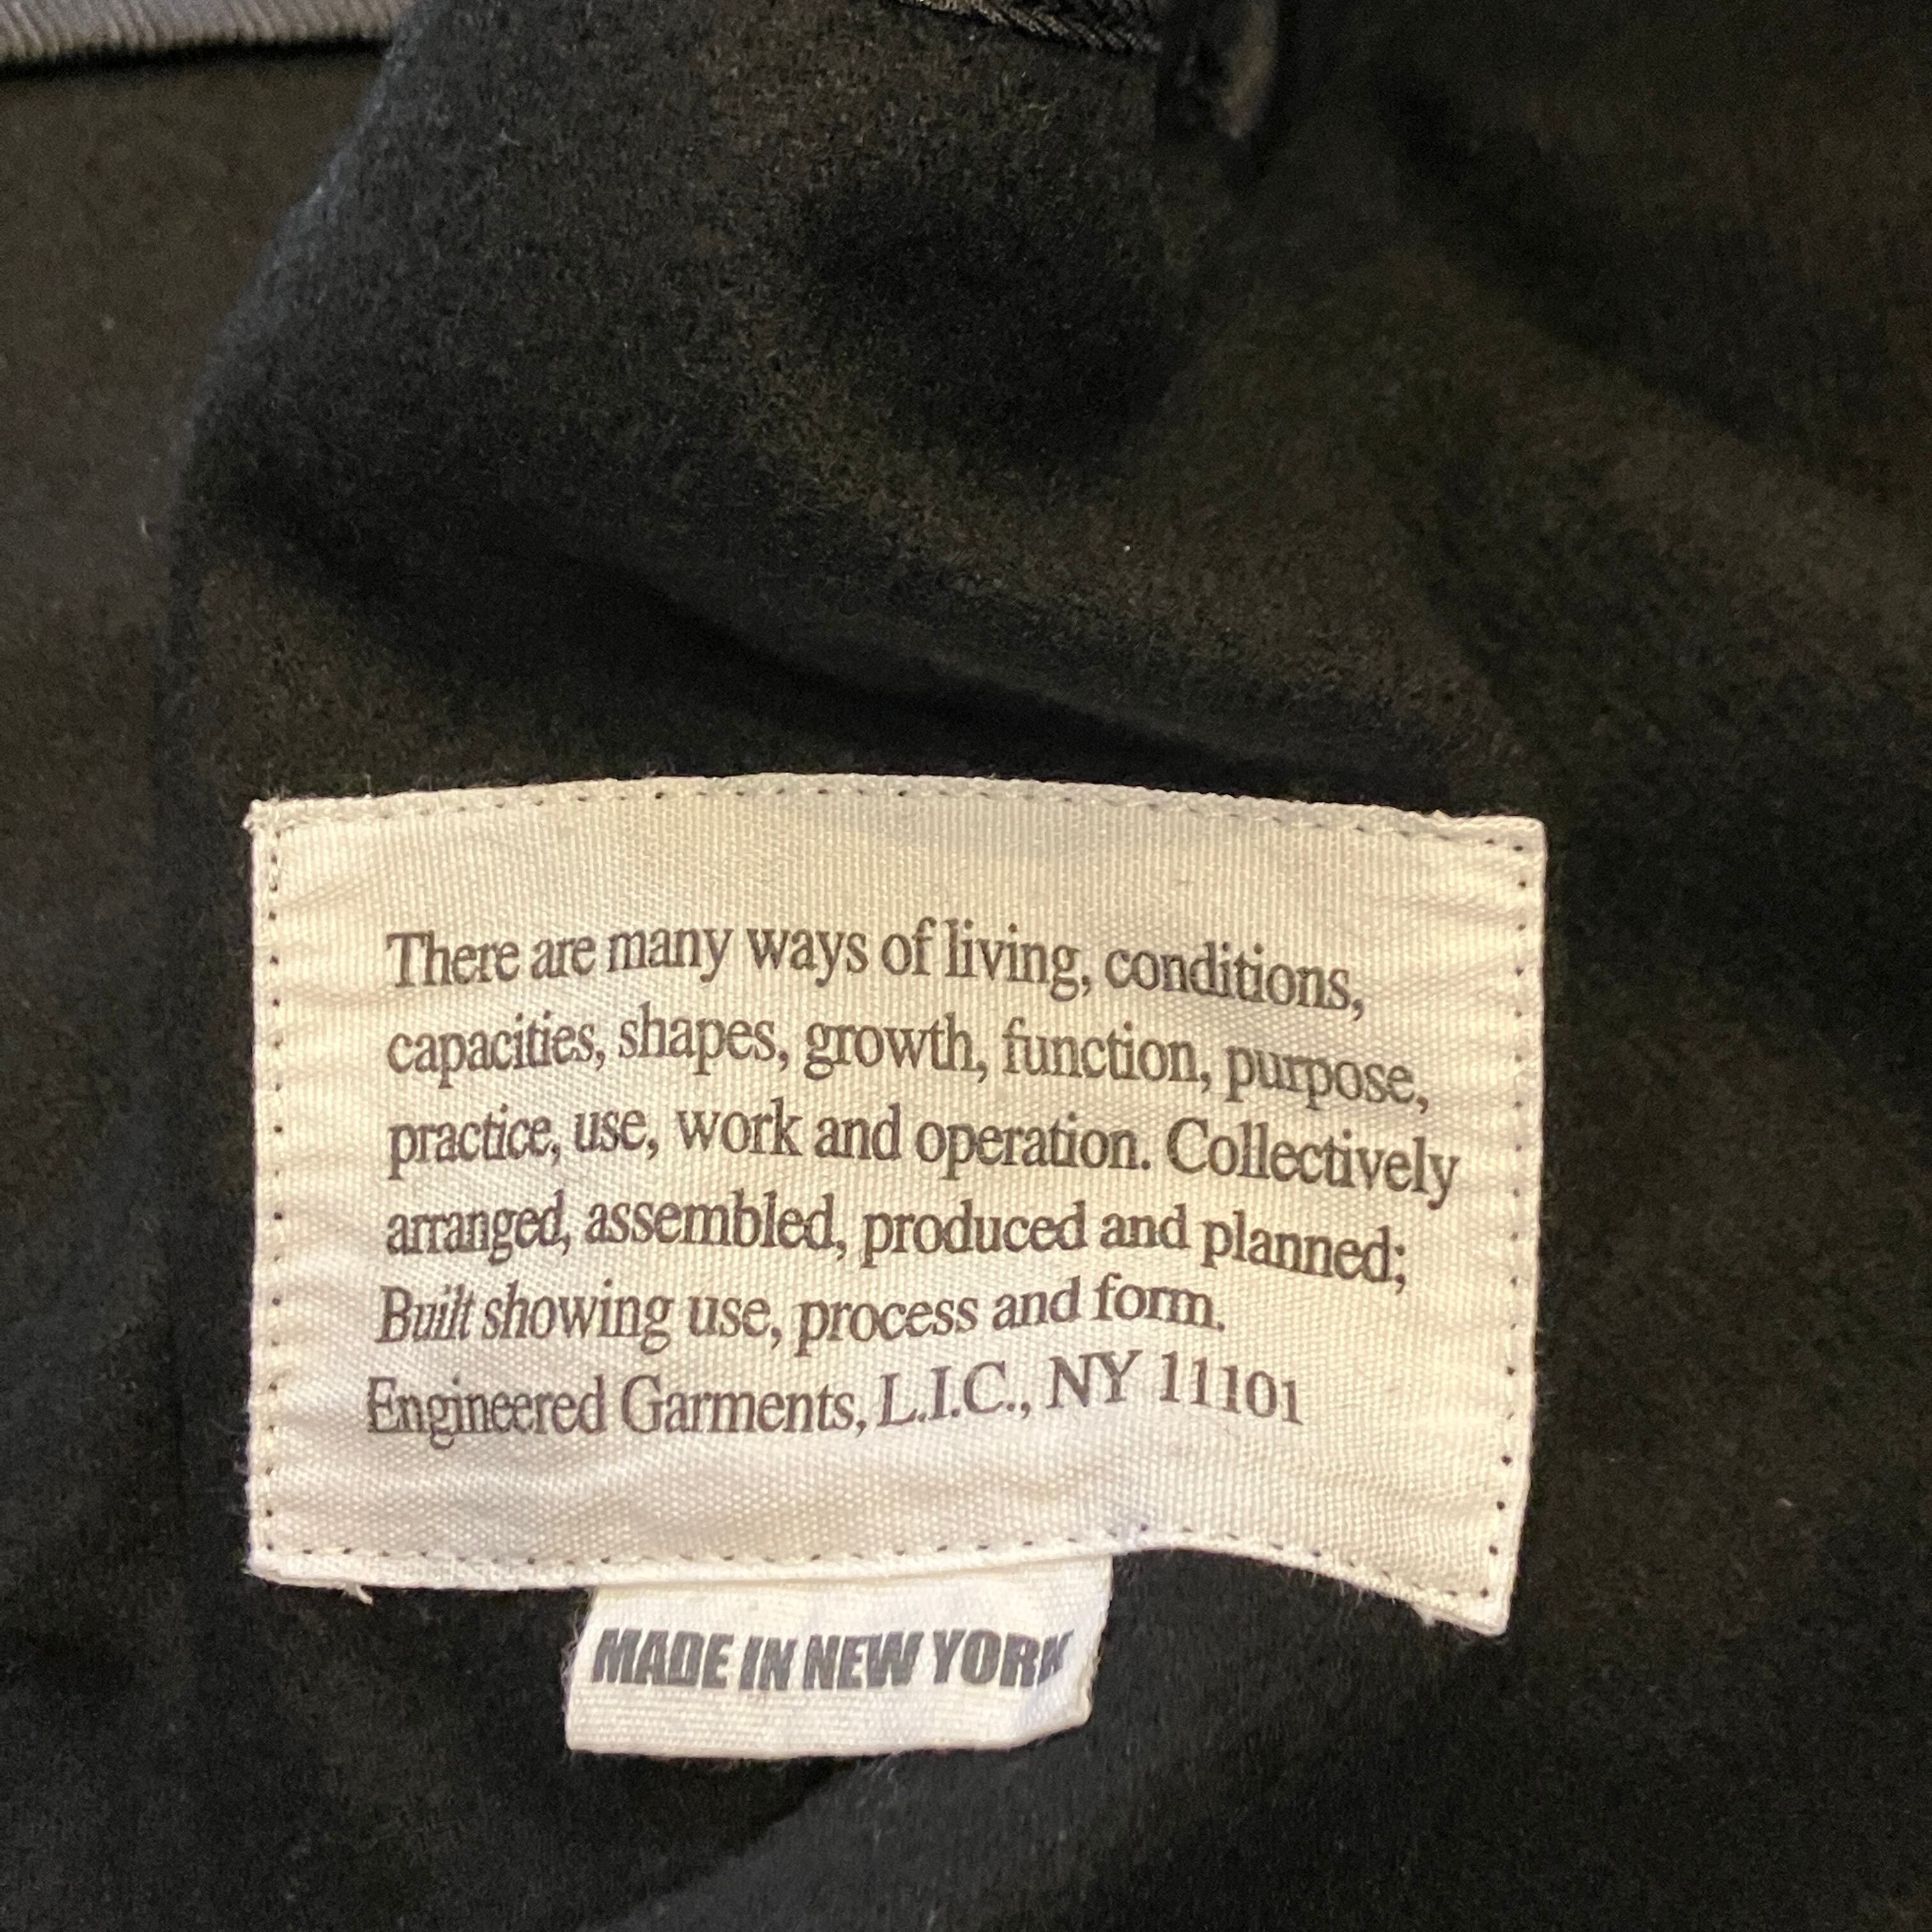 There are many ways of living, conditions,
capacities, shapes, growth, function, purpose,
practice, use, work and operation. Collectively
arranged, assembled, produced and planned;
Built showing use, process and form.
Engineered Garments, L.I.C., NY 11101
MADE IN NEW YORK